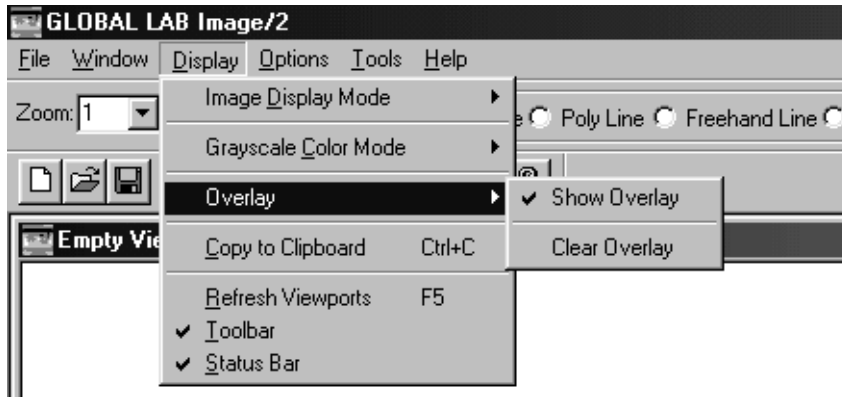 GLOBAL LAB Image/2
File Window Display Options Tools Help
Zoom: 1
Poly Line Freehand Line
Image Display Mode
Grayscale Color Mode
Overlay
Show Overlay
Clear Overlay
Copy to Clipboard Ctrl+C
Refresh Viewports F5
Toolbar
Status Bar
Empty Vie